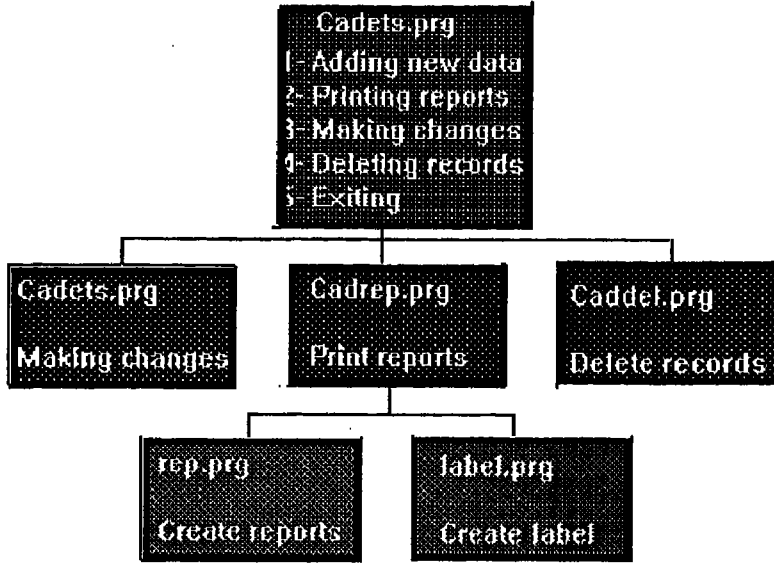 Cadets.prg
1- Adding new data
2- Printing reports
3- Making changes
4- Deleting records
5- Exiting
Cadets.prg
Making changes
Cadrep.prg
Print reports
Caddel.prg
Delete records
rep.prg
Create reports
label.prg
Create label